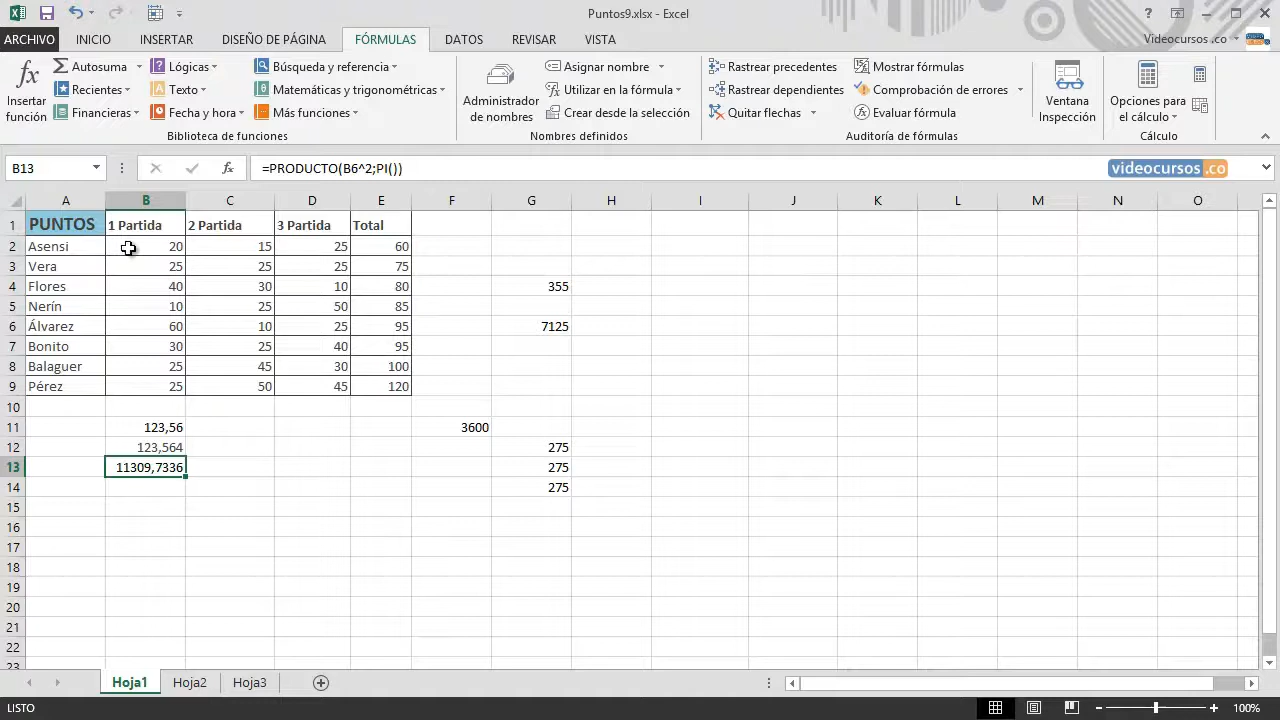 Puntos9.xlsx - Excel
ARCHIVO INICIO INSERTAR DISEÑO DE PÁGINA FÓRMULAS DATOS REVISAR VISTA Videocursos .co
Insertar función
Autosuma
Recientes
Financieras
Lógicas
Texto
Fecha y hora
Búsqueda y referencia
Matemáticas y trigonométricas
Más funciones
Biblioteca de funciones
Administrador de nombres
Asignar nombre
Utilizar en la fórmula
Crear desde la selección
Nombres definidos
Rastrear precedentes
Rastrear dependientes
Quitar flechas
Mostrar fórmulas
Comprobación de errores
Evaluar fórmula
Auditoría de fórmulas
Ventana Inspección
Opciones para el cálculo
Cálculo
B13 fx =PRODUCTO(B6^2;PI()) videocursos.co
A B C D E F G H I J K L M N O
1 PUNTOS 1 Partida 2 Partida 3 Partida Total
2 Asensi 20 15 25 60
3 Vera 25 25 25 75
4 Flores 40 30 10 80 355
5 Nerín 10 25 50 85
6 Álvarez 60 10 25 95 7125
7 Bonito 30 25 40 95
8 Balaguer 25 45 30 100
9 Pérez 25 50 45 120
10
11 123,56 3600
12 123,564 275
13 11309,7336 275
14 275
15
16
17
18
19
20
21
22
23
Hoja1 Hoja2 Hoja3
LISTO 100%